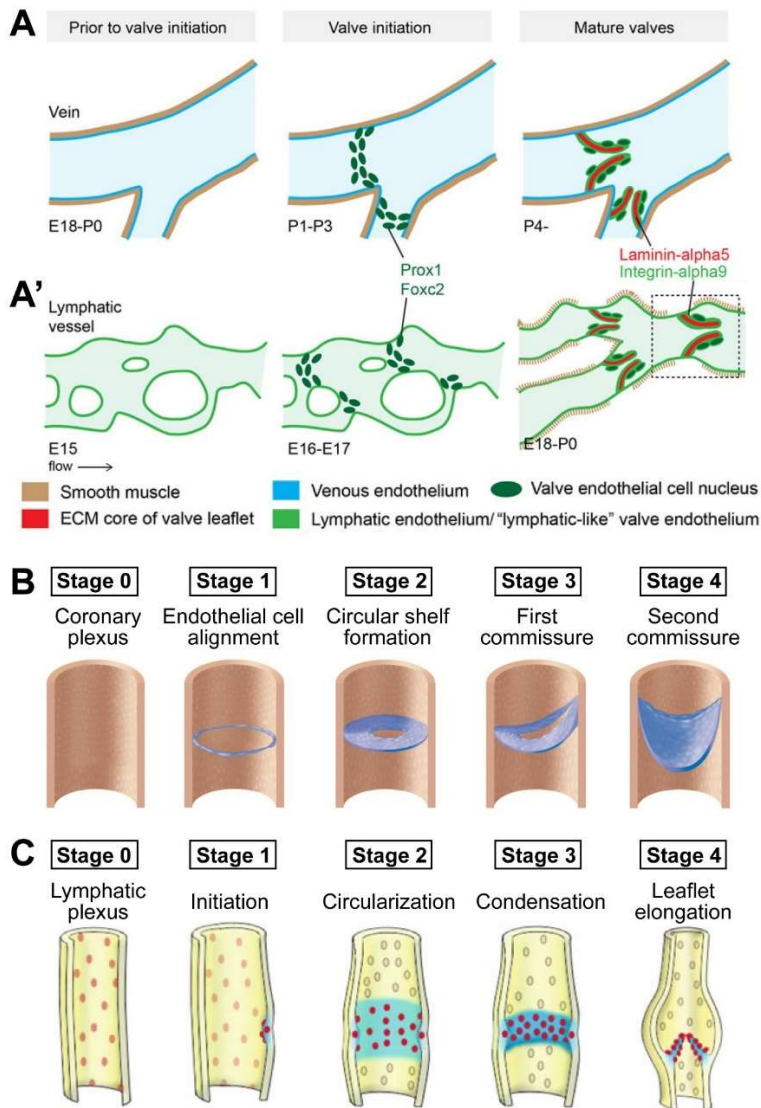 A
Prior to valve initiation
Valve initiation
Mature valves
Vein
E18-P0
P1-P3
P4-
Prox1
Foxc2
Laminin-alpha5
Integrin-alpha9
A’
Lymphatic
vessel
E15
flow
E16-E17
E18-P0
Smooth muscle
Venous endothelium
Valve endothelial cell nucleus
ECM core of valve leaflet
Lymphatic endothelium/ “lymphatic-like” valve endothelium
B
Stage 0
Stage 1
Stage 2
Stage 3
Stage 4
Coronary
plexus
Endothelial cell
alignment
Circular shelf
formation
First
commissure
Second
commissure
C
Stage 0
Stage 1
Stage 2
Stage 3
Stage 4
Lymphatic
plexus
Initiation
Circularization
Condensation
Leaflet
elongation